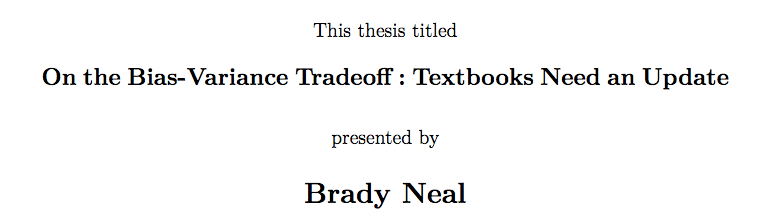 This thesis titled
On the Bias-Variance Tradeoff : Textbooks Need an Update
presented by
Brady Neal